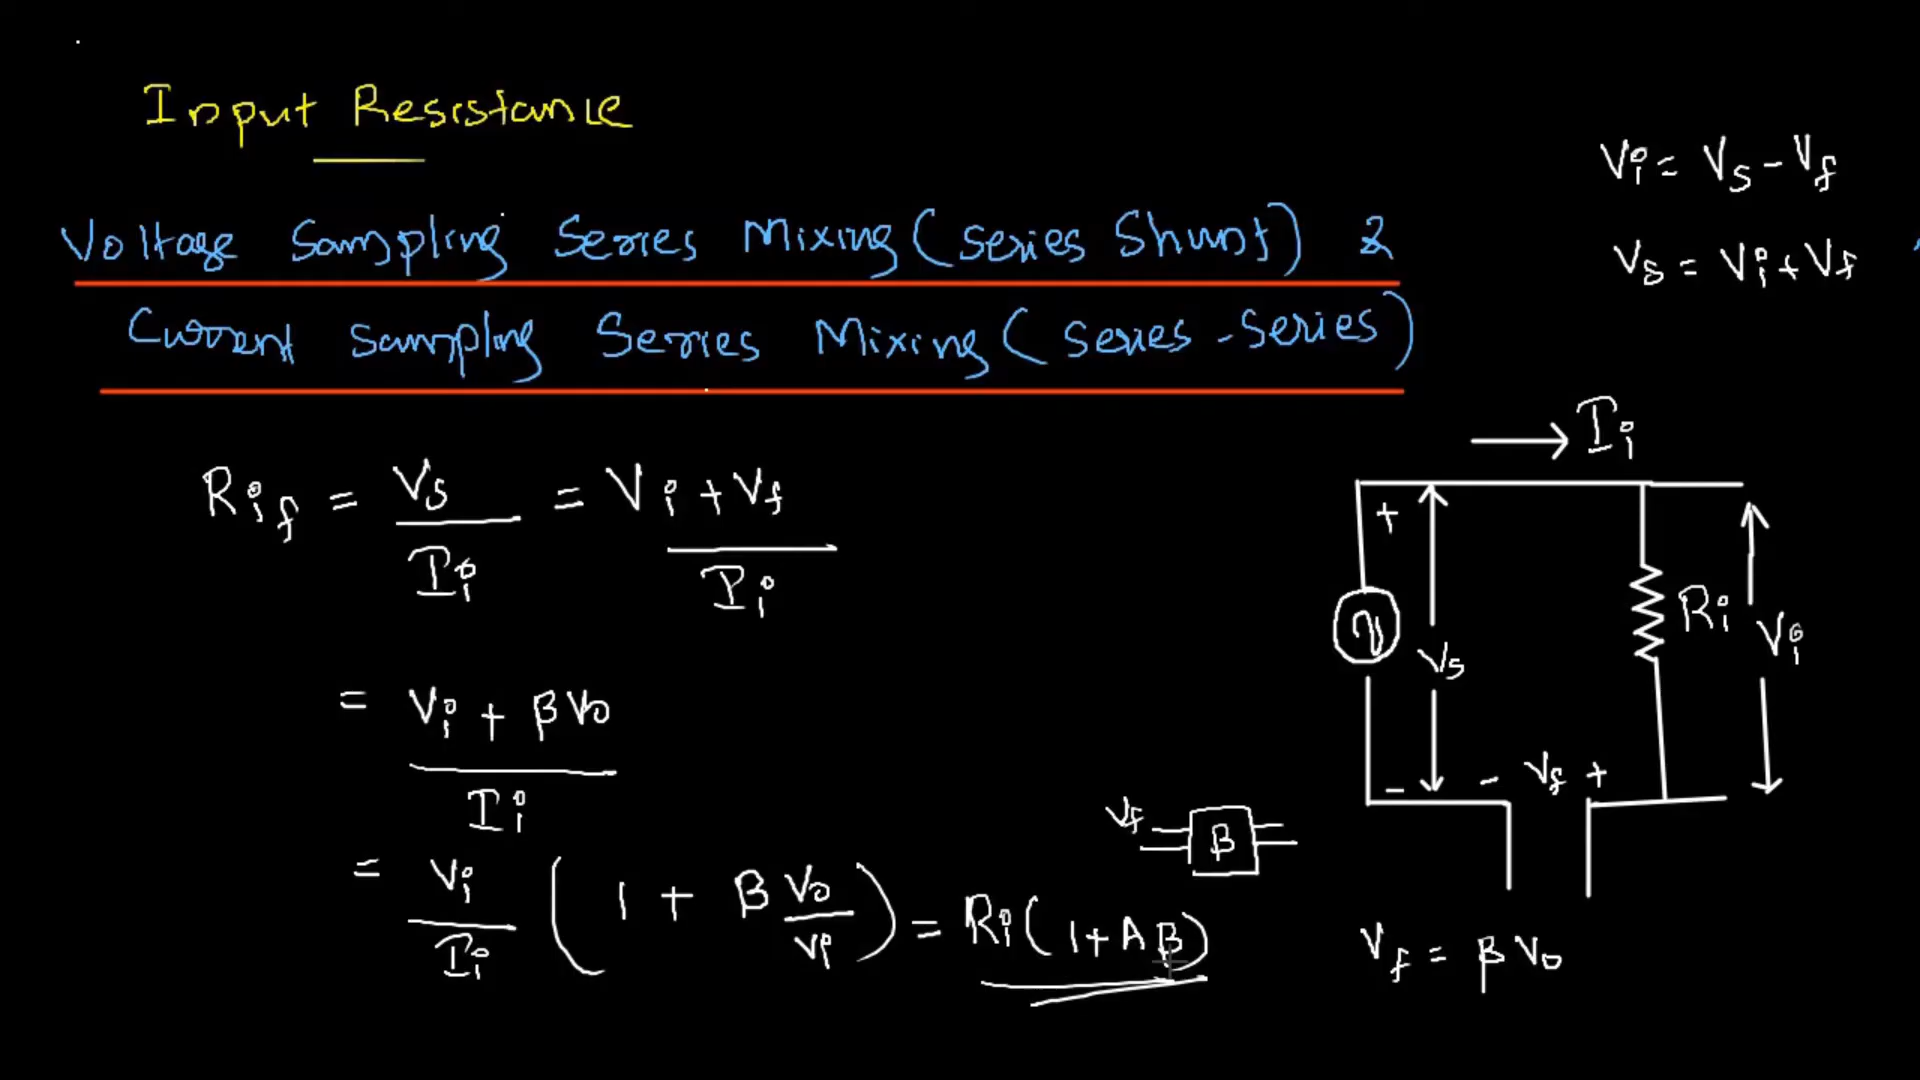 Input Resistance
Vi = Vs - Vf
Vs = Vi + Vf
Voltage Sampling Series Mixing (Series Shunt) &
Current Sampling Series Mixing (Series - Series)
Rif = Vs / Ii = Vi + Vf / Ii
= Vi + βVo / Ii
= Vi / Ii ( 1 + β Vo / Vi ) = Ri ( 1 + Aβ )
Ii
+
Vs
-
Ri
Vi
- Vf +
Vf
β
Vf = β Vo